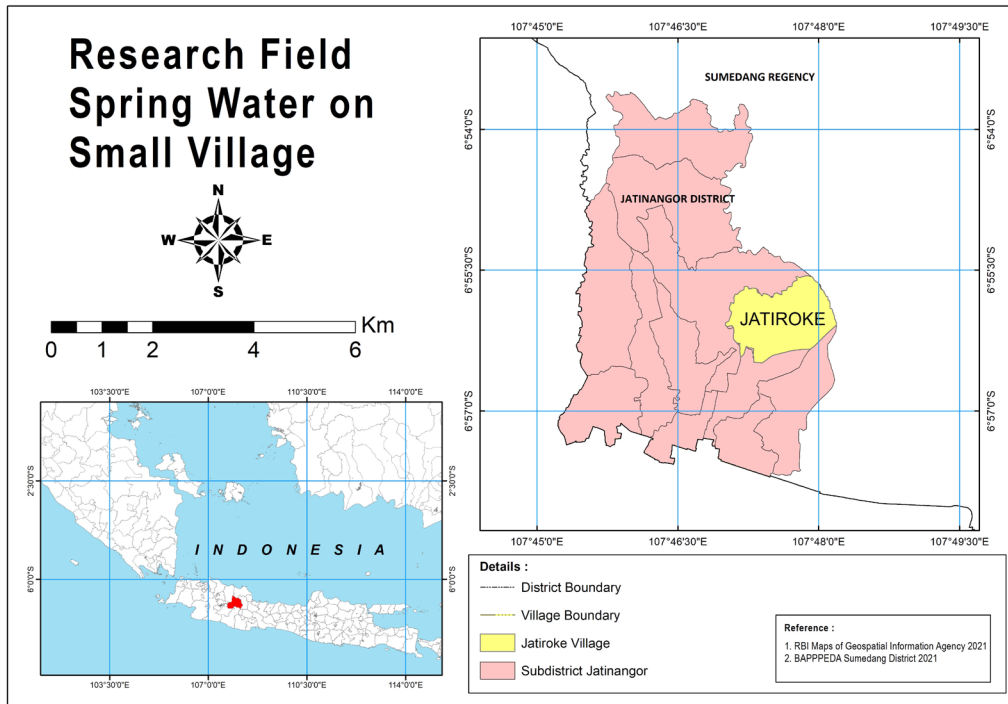 Research Field
Spring Water on
Small Village
N
W
E
S
Km
0 1 2 4 6
103°30'0"E 107°0'0"E 110°30'0"E 114°0'0"E
2°30'0"S
2°30'0"S
I N D O N E S I A
6°0'0"S
6°0'0"S
103°30'0"E 107°0'0"E 110°30'0"E 114°0'0"E
107°45'0"E 107°46'30"E 107°48'0"E 107°49'30"E
SUMEDANG REGENCY
6°54'0"S
6°54'0"S
JATINANGOR DISTRICT
6°55'30"S
6°55'30"S
JATIROKE
6°57'0"S
6°57'0"S
107°45'0"E 107°46'30"E 107°48'0"E 107°49'30"E
Details :
District Boundary
Village Boundary
Jatiroke Village
Subdistrict Jatinangor
Reference :
1. RBI Maps of Geospatial Information Agency 2021
2. BAPPPEDA Sumedang District 2021